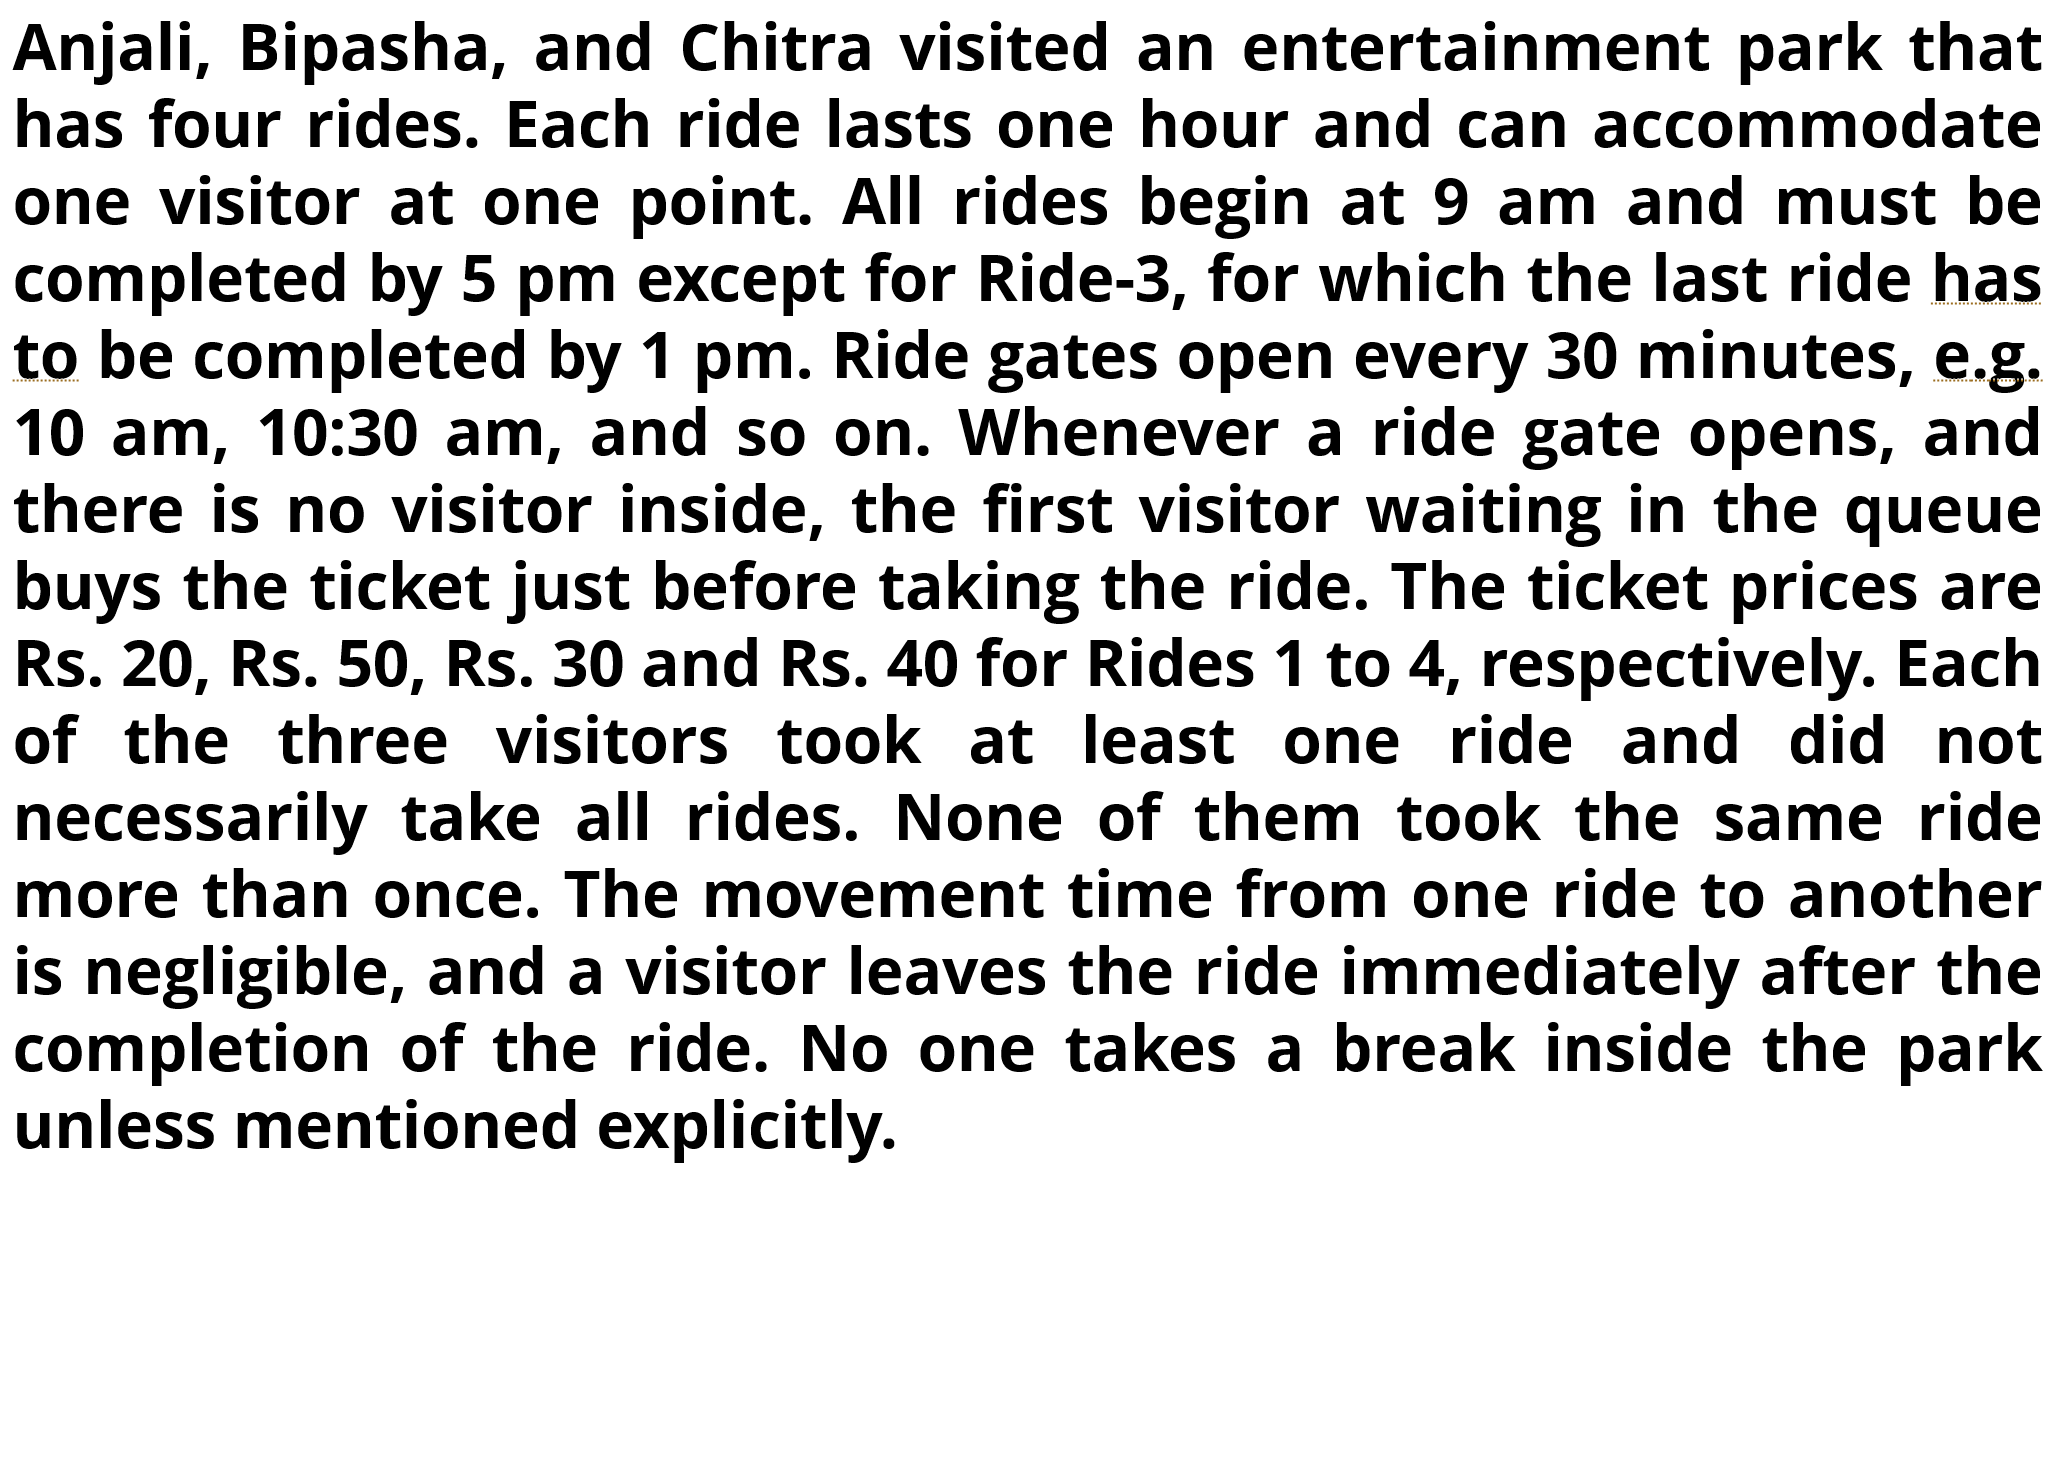 Anjali, Bipasha, and Chitra visited an entertainment park that
has four rides. Each ride lasts one hour and can accommodate
one visitor at one point. All rides begin at 9 am and must be
completed by 5 pm except for Ride-3, for which the last ride has
to be completed by 1 pm. Ride gates open every 30 minutes, e.g.
10 am, 10:30 am, and so on. Whenever a ride gate opens, and
there is no visitor inside, the first visitor waiting in the queue
buys the ticket just before taking the ride. The ticket prices are
Rs. 20, Rs. 50, Rs. 30 and Rs. 40 for Rides 1 to 4, respectively. Each
of the three visitors took at least one ride and did not
necessarily take all rides. None of them took the same ride
more than once. The movement time from one ride to another
is negligible, and a visitor leaves the ride immediately after the
completion of the ride. No one takes a break inside the park
unless mentioned explicitly.